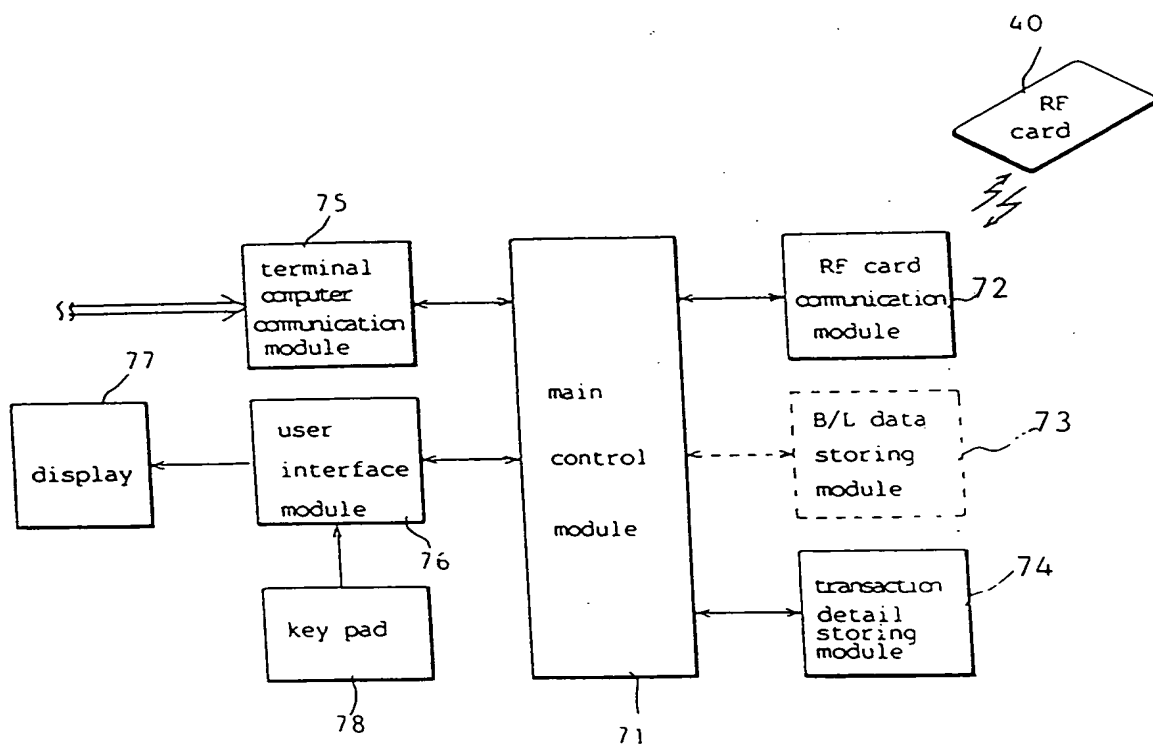 40
RF
card
75
terminal
computer
communication
module
RF card
communication
module
72
77
display
user
interface
module
76
main
control
module
B/L data
storing
module
73
key pad
78
transaction
detail
storing
module
74
71